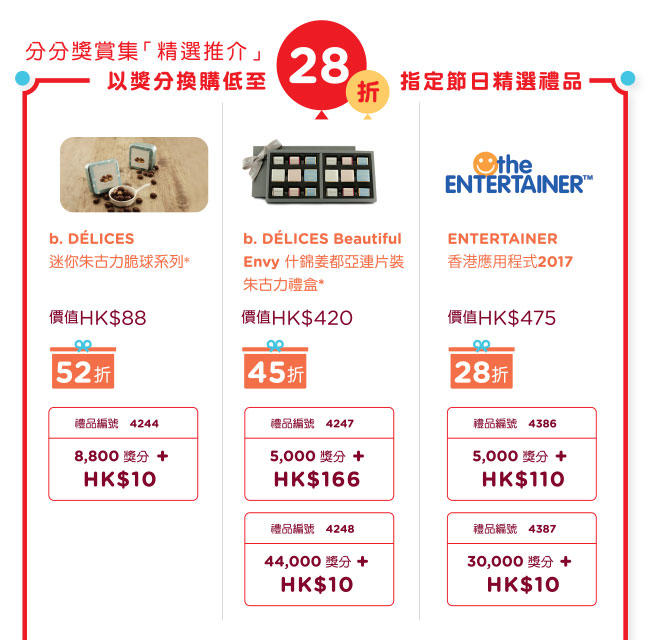 分分獎賞集「精選推介」
以獎分換購低至 28折 指定節日精選禮品
b. DÉLICES
迷你朱古力脆球系列*
價值HK$88
52折
禮品編號 4244
8,800 獎分 +
HK$10
b. DÉLICES Beautiful
Envy 什錦姜都亞連片裝
朱古力禮盒*
價值HK$420
45折
禮品編號 4247
5,000 獎分 +
HK$166
禮品編號 4248
44,000 獎分 +
HK$10
the
ENTERTAINER™
ENTERTAINER
香港應用程式2017
價值HK$475
28折
禮品編號 4386
5,000 獎分 +
HK$110
禮品編號 4387
30,000 獎分 +
HK$10